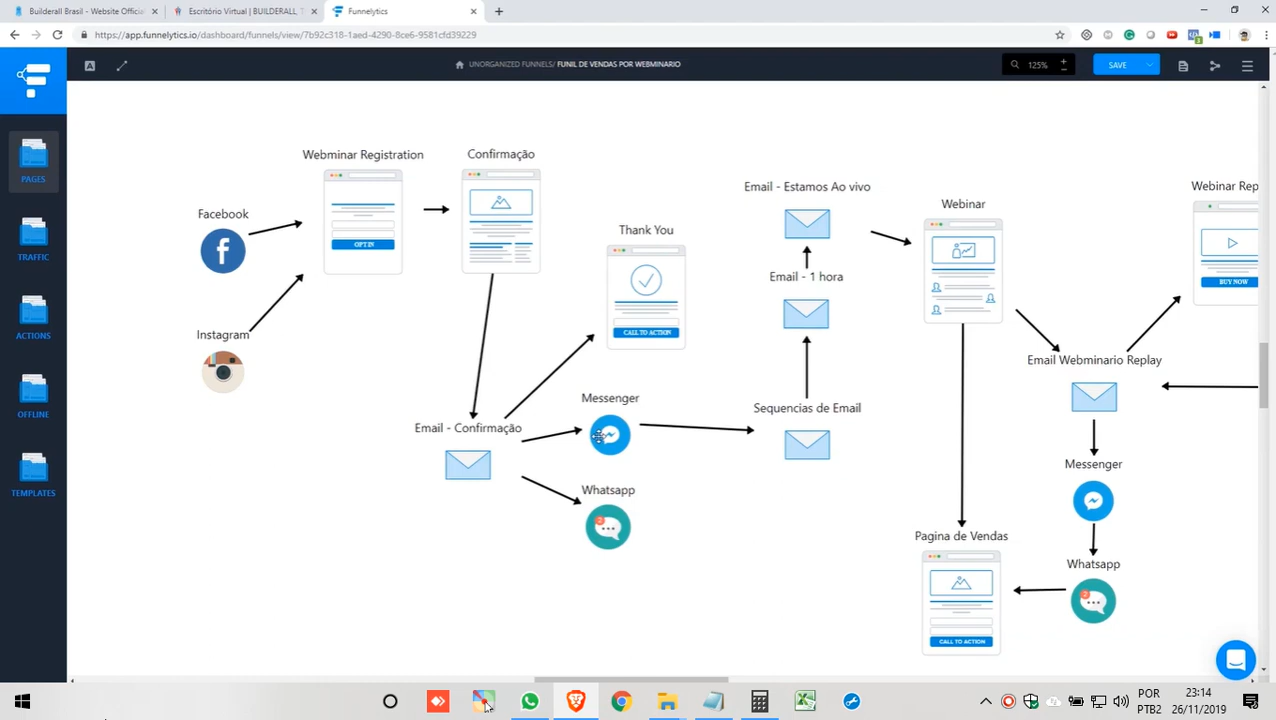 Builderall Brasil - Website Offici
Escritório Virtual | BUILDERALL, T
Funnelytics
https://app.funnelytics.io/dashboard/funnels/view/7b92c318-1aed-4290-8ce6-9581cfd39229
A
UNORGANIZED FUNNELS/ FUNIL DE VENDAS POR WEBMINARIO
125%
SAVE
PAGES
TRAFFIC
ACTIONS
OFFLINE
TEMPLATES
Facebook
Instagram
Webminar Registration
OPT IN
Confirmação
Thank You
CALL TO ACTION
Email - Confirmação
Messenger
Whatsapp
Email - Estamos Ao vivo
Email - 1 hora
Sequencias de Email
Webinar
Pagina de Vendas
CALL TO ACTION
Webinar Rep
BUY NOW
Email Webminario Replay
Messenger
Whatsapp
POR
PTB2
23:14
26/11/2019